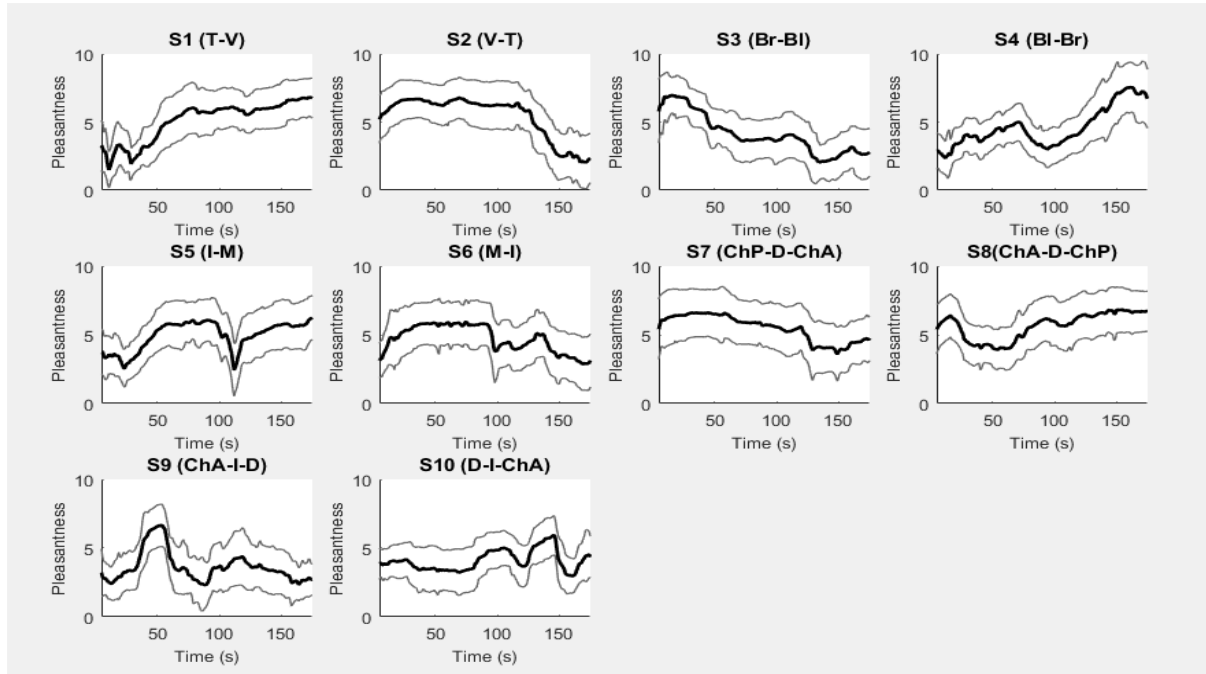 S1 (T-V)
S2 (V-T)
S3 (Br-Bl)
S4 (Bl-Br)
10
5
0
Pleasantness
50 100 150
Time (s)
10
5
0
Pleasantness
50 100 150
Time (s)
10
5
0
Pleasantness
50 100 150
Time (s)
10
5
0
Pleasantness
50 100 150
Time (s)
S5 (I-M)
S6 (M-I)
S7 (ChP-D-ChA)
S8(ChA-D-ChP)
10
5
0
Pleasantness
50 100 150
Time (s)
10
5
0
Pleasantness
50 100 150
Time (s)
10
5
0
Pleasantness
50 100 150
Time (s)
10
5
0
Pleasantness
50 100 150
Time (s)
S9 (ChA-I-D)
S10 (D-I-ChA)
10
5
0
Pleasantness
50 100 150
Time (s)
10
5
0
Pleasantness
50 100 150
Time (s)